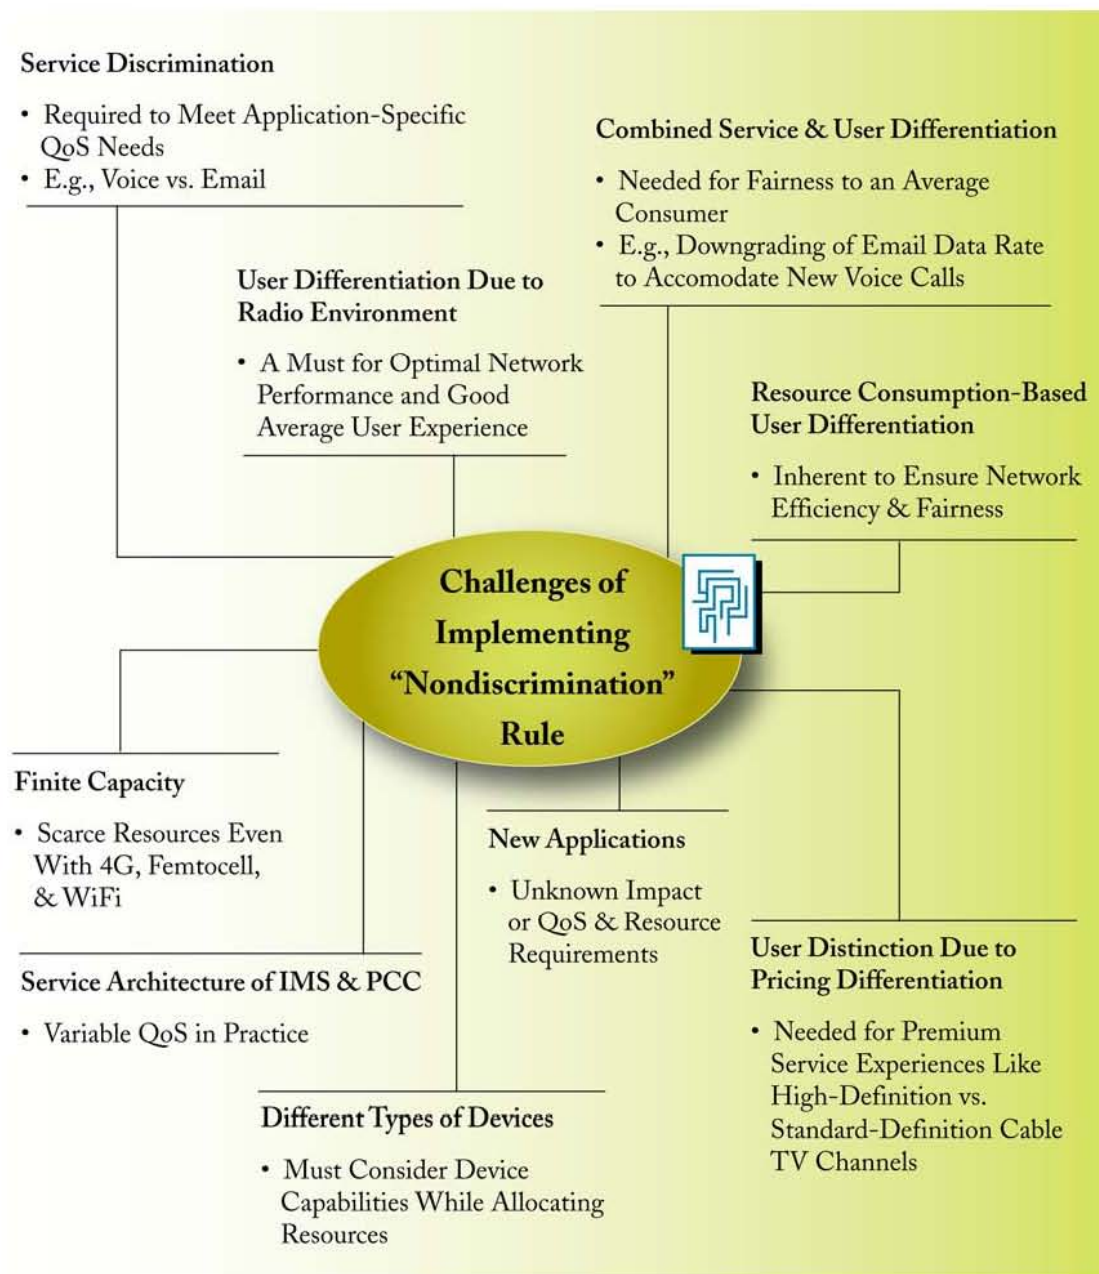 Service Discrimination
• Required to Meet Application-Specific
QoS Needs
• E.g., Voice vs. Email
Combined Service & User Differentiation
• Needed for Fairness to an Average
Consumer
• E.g., Downgrading of Email Data Rate
to Accomodate New Voice Calls
User Differentiation Due to
Radio Environment
• A Must for Optimal Network
Performance and Good
Average User Experience
Resource Consumption-Based
User Differentiation
• Inherent to Ensure Network
Efficiency & Fairness
Challenges of
Implementing
“Nondiscrimination”
Rule
Finite Capacity
• Scarce Resources Even
With 4G, Femtocell,
& WiFi
New Applications
• Unknown Impact
or QoS & Resource
Requirements
Service Architecture of IMS & PCC
• Variable QoS in Practice
User Distinction Due to
Pricing Differentiation
• Needed for Premium
Service Experiences Like
High-Definition vs.
Standard-Definition Cable
TV Channels
Different Types of Devices
• Must Consider Device
Capabilities While Allocating
Resources